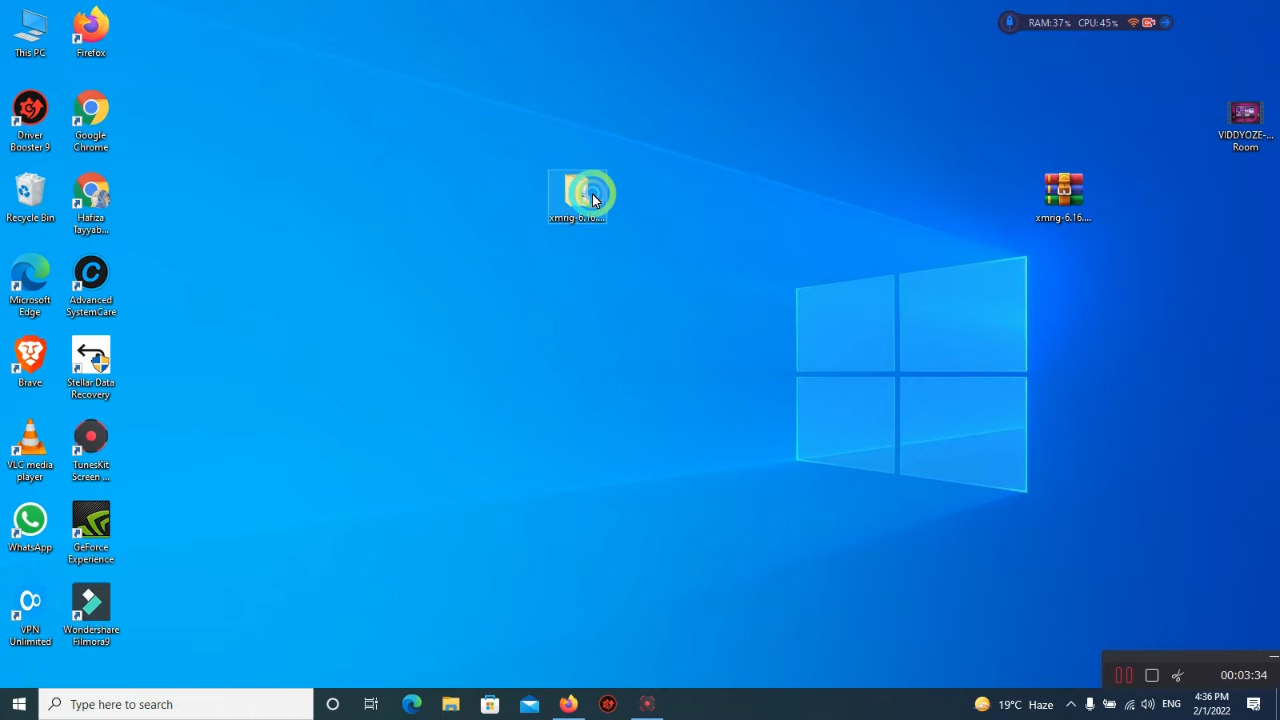 This PC
Firefox
RAM:37% CPU:45%
Driver
Booster 9
Google
Chrome
VIDDYOZE-...
Room
Recycle Bin
Hafiza
Tayyab...
xmrig-6.16....
xmrig-6.16....
Microsoft
Edge
Advanced
SystemCare
Brave
Stellar Data
Recovery
VLC media
player
TunesKit
Screen ...
WhatsApp
GeForce
Experience
VPN
Unlimited
Wondershare
Filmora9
00:03:34
Type here to search
19°C Haze
ENG
4:36 PM
2/1/2022